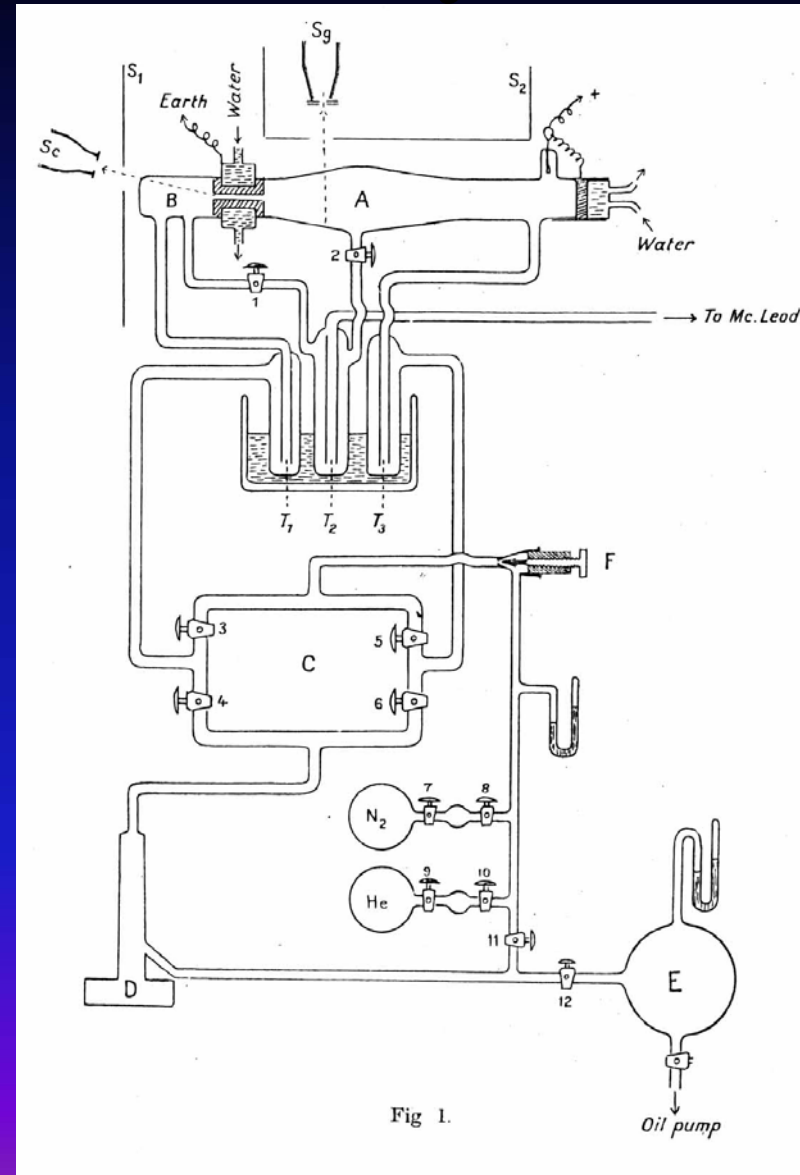 Sg
S1
S2
+
Earth
Water
Sc
B
A
2
Water
1
To Mc. Leod
T1
T2
T3
F
3
5
C
4
6
7
8
N2
9
10
He
11
E
D
12
Fig 1.
Oil pump